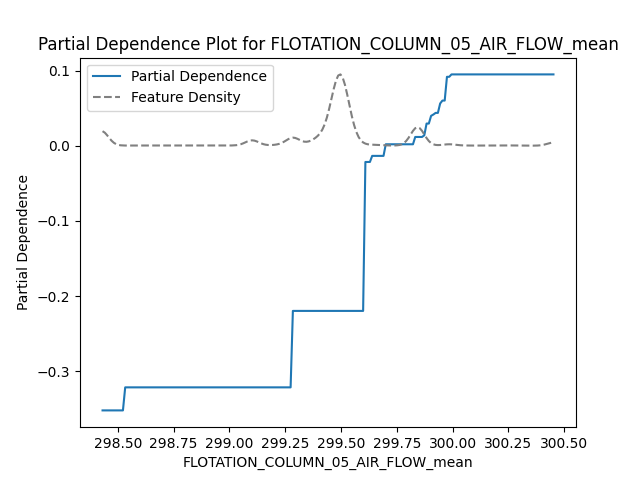 Partial Dependence Plot for FLOTATION_COLUMN_05_AIR_FLOW_mean
Partial Dependence
Feature Density
0.1
0.0
−0.1
−0.2
−0.3
Partial Dependence
298.50 298.75 299.00 299.25 299.50 299.75 300.00 300.25 300.50
FLOTATION_COLUMN_05_AIR_FLOW_mean